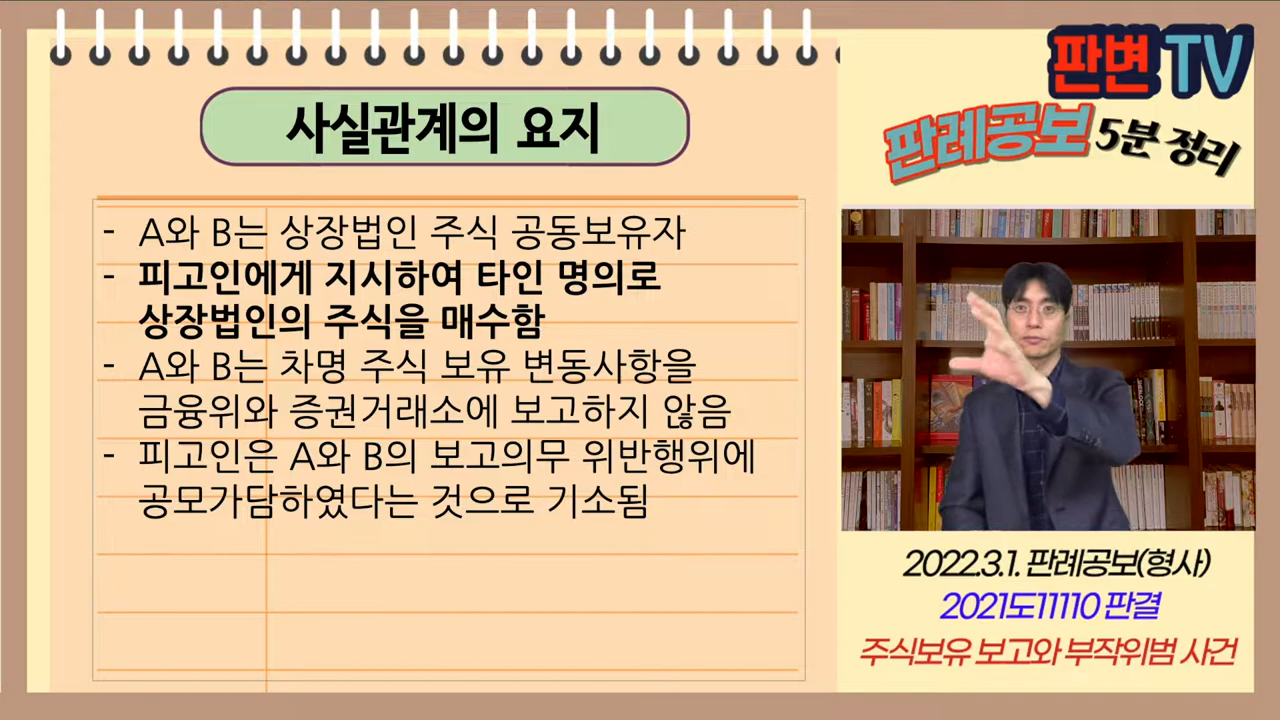 사실관계의 요지
- A와 B는 상장법인 주식 공동보유자
- 피고인에게 지시하여 타인 명의로
상장법인의 주식을 매수함
- A와 B는 차명 주식 보유 변동사항을
금융위와 증권거래소에 보고하지 않음
- 피고인은 A와 B의 보고의무 위반행위에
공모가담하였다는 것으로 기소됨
판변 TV
판례공보 5분 정리
2022.3.1. 판례공보(형사)
2021도11110 판결
주식보유 보고와 부작위범 사건